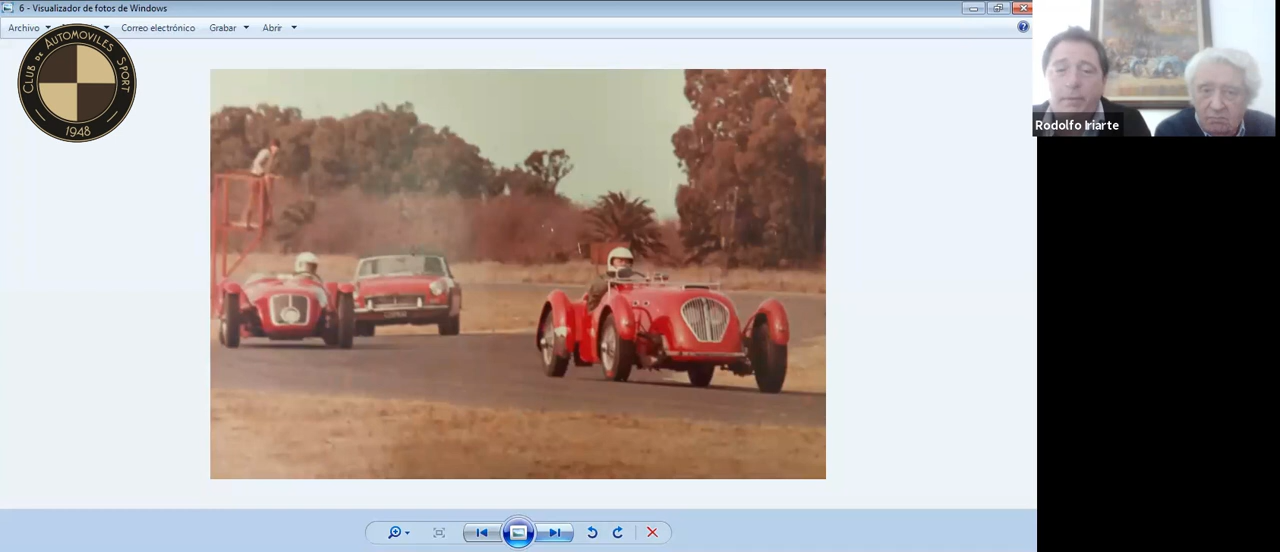 6 - Visualizador de fotos de Windows
Archivo
Correo electrónico
Grabar
Abrir
CLUB DE AUTOMOVILES SPORT
1948
Rodolfo Iriarte